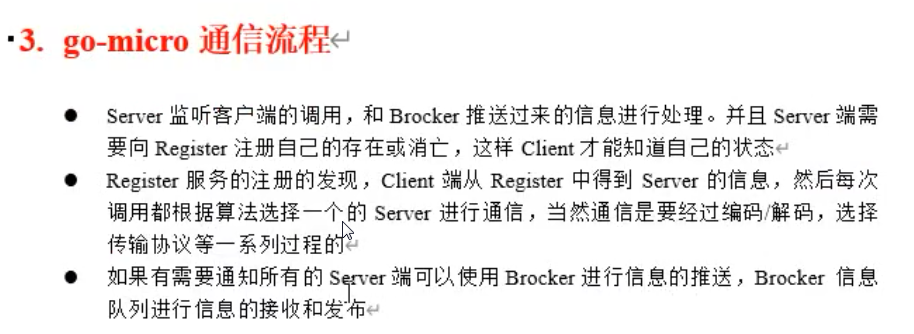 3. go-micro 通信流程
● Server 监听客户端的调用，和 Brocker 推送过来的信息进行处理。并且 Server 端需
要向 Register 注册自己的存在或消亡，这样 Client 才能知道自己的状态
● Register 服务的注册的发现，Client 端从 Register 中得到 Server 的信息，然后每次
调用都根据算法选择一个的 Server 进行通信，当然通信是要经过编码/解码，选择
传输协议等一系列过程的
● 如果有需要通知所有的 Server 端可以使用 Brocker 进行信息的推送，Brocker 信息
队列进行信息的接收和发布